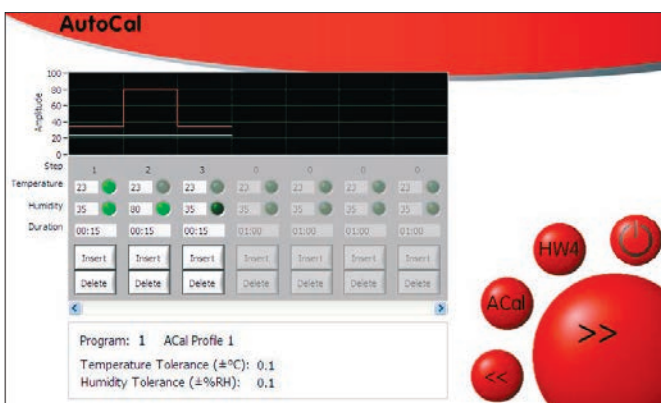 AutoCal
100
80
60
40
20
0
Amplitude
Step 1 2 3 0 0 0 0
Temperature 23 23 23 23 23 23 23
Humidity 35 80 35 35 35 35 35
Duration 00:15 00:15 00:15 01:00 01:00 01:00 01:00
Insert Insert Insert Insert Insert Insert Insert
Delete Delete Delete Delete Delete Delete Delete
Program: 1 ACal Profile 1
Temperature Tolerance (±°C): 0.1
Humidity Tolerance (±%RH): 0.1
HW4
ACal
>>
<<